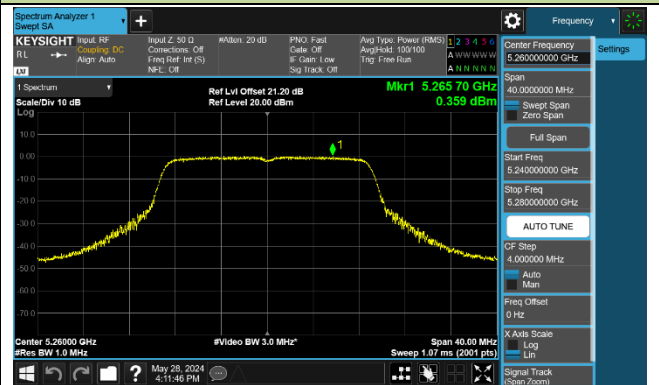 Spectrum Analyzer 1
Swept SA
Frequency
KEYSIGHT
Input: RF
Input Z: 50 Ω
#Atten: 20 dB
PNO: Fast
Avg Type: Power (RMS)
1 2 3 4 5 6
RL
Coupling: DC
Corrections: Off
Gate: Off
Avg|Hold: 100/100
A W W W W W
Align: Auto
Freq Ref: Int (S)
IF Gain: Low
Trig: Free Run
LXI
NFE: Off
Sig Track: Off
A N N N N N
1 Spectrum
Ref Lvl Offset 21.20 dB
Mkr1 5.265 70 GHz
Scale/Div 10 dB
Ref Level 20.00 dBm
0.359 dBm
Log
10.0
0.00
-10.0
-20.0
-30.0
-40.0
-50.0
-60.0
-70.0
1
Center 5.26000 GHz
#Video BW 3.0 MHz*
Span 40.00 MHz
#Res BW 1.0 MHz
Sweep 1.07 ms (2001 pts)
Center Frequency
5.260000000 GHz
Settings
Span
40.0000000 MHz
Swept Span
Zero Span
Full Span
Start Freq
5.240000000 GHz
Stop Freq
5.280000000 GHz
AUTO TUNE
CF Step
4.000000 MHz
Auto
Man
Freq Offset
0 Hz
X Axis Scale
Log
Lin
Signal Track
(Span Zoom)
?
May 28, 2024
4:11:46 PM